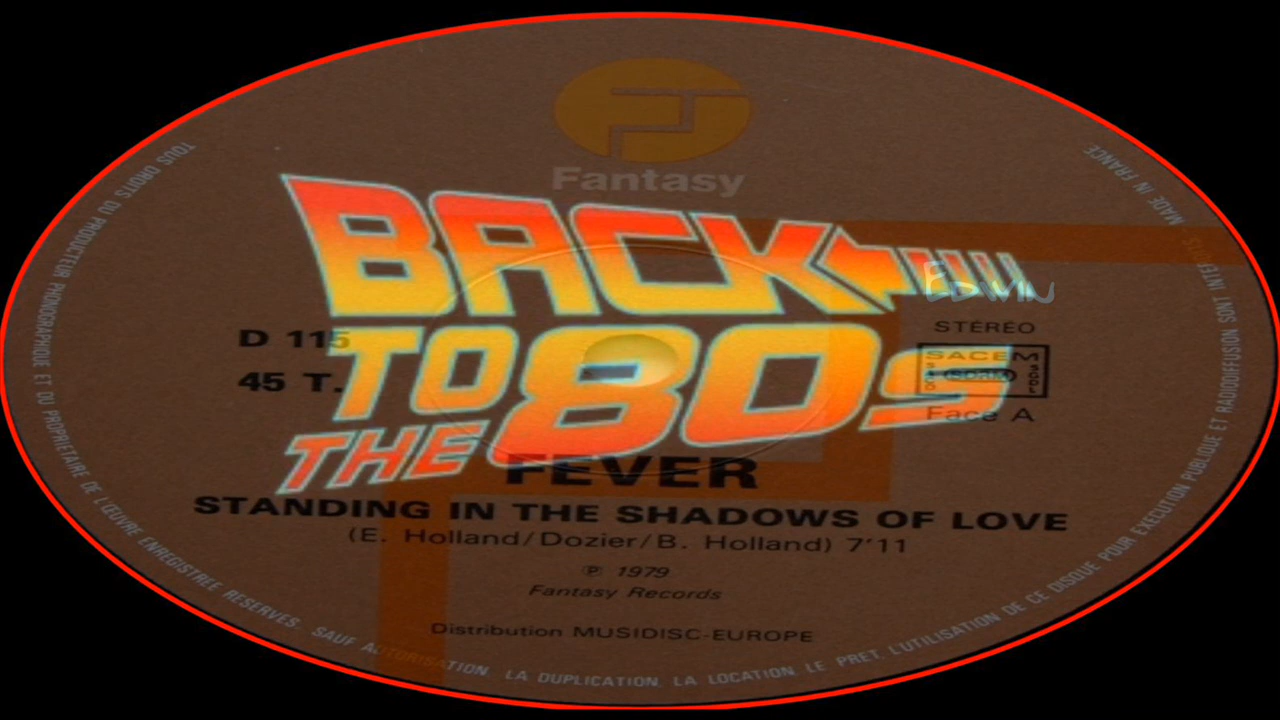 Fantasy
BACK
TO 80s
THE
EDWIN
D 115
45 T.
STÉRÉO
SACEM
Face A
FEVER
STANDING IN THE SHADOWS OF LOVE
(E. Holland/Dozier/B. Holland) 7'11
℗ 1979
Fantasy Records
Distribution MUSIDISC-EUROPE
TOUS DROITS DU PRODUCTEUR PHONOGRAPHIQUE ET DU PROPRIETAIRE DE L'ŒUVRE ENREGISTREE RESERVES. SAUF AUTORISATION. LA DUPLICATION. LA LOCATION. LE PRET. L'UTILISATION DE CE DISQUE POUR EXECUTION PUBLIQUE ET RADIODIFFUSION SONT INTERDITS
MADE IN FRANCE